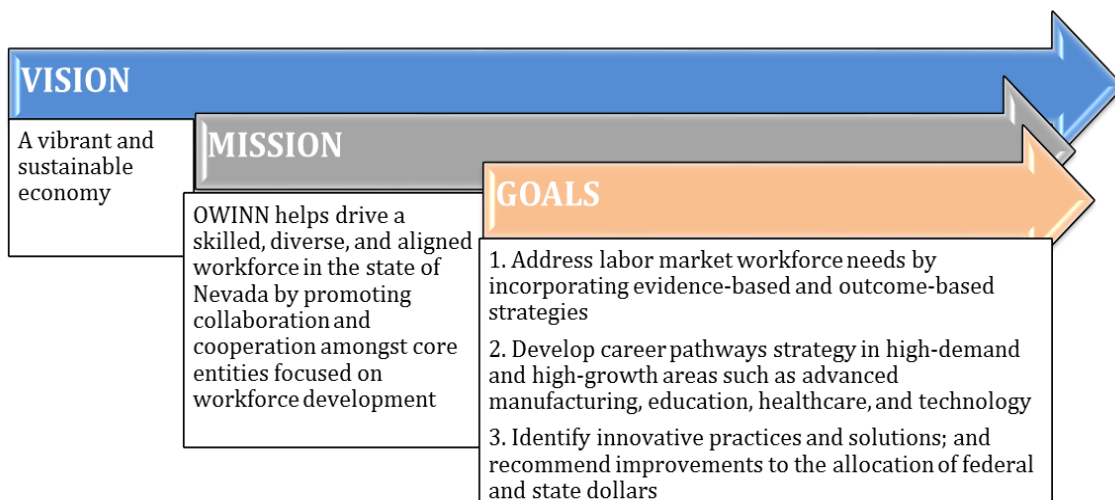 VISION
A vibrant and
sustainable
economy
MISSION
OWINN helps drive a
skilled, diverse, and aligned
workforce in the state of
Nevada by promoting
collaboration and
cooperation amongst core
entities focused on
workforce development
GOALS
1. Address labor market workforce needs by
incorporating evidence-based and outcome-based
strategies
2. Develop career pathways strategy in high-demand
and high-growth areas such as advanced
manufacturing, education, healthcare, and technology
3. Identify innovative practices and solutions; and
recommend improvements to the allocation of federal
and state dollars